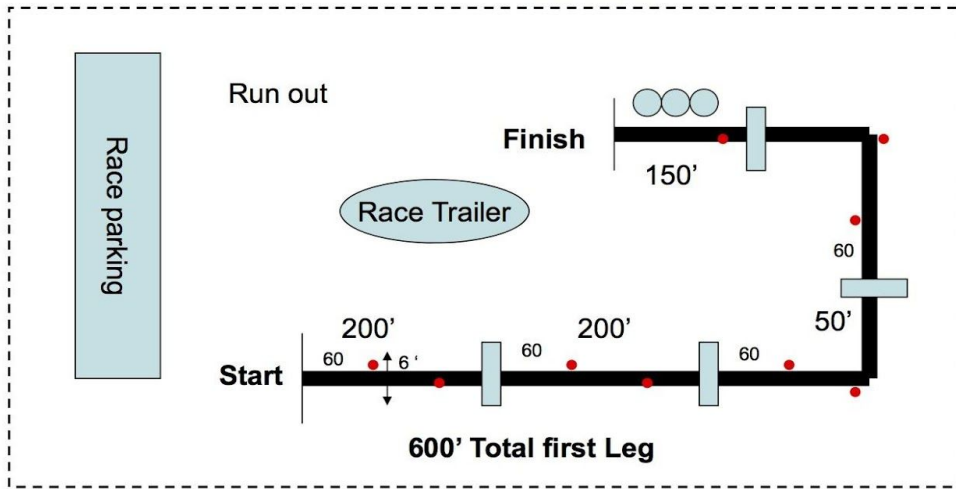 Run out
Race parking
Finish
150’
Race Trailer
60
50’
200’
200’
60
6 ‘
60
60
Start
600’ Total first Leg